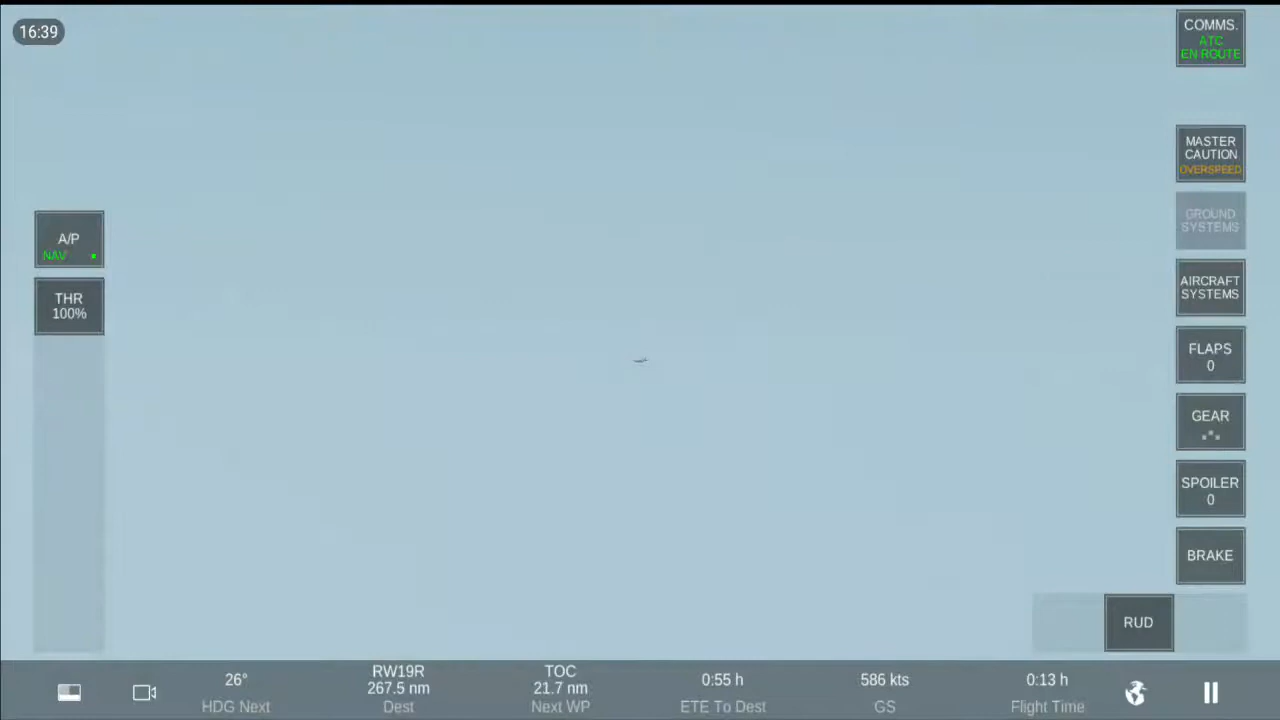 16:39
COMMS.
ATC
EN ROUTE
MASTER
CAUTION
OVERSPEED
GROUND
SYSTEMS
A/P
NAV
AIRCRAFT
SYSTEMS
THR
100%
FLAPS
0
GEAR
SPOILER
0
BRAKE
RUD
26°
HDG Next
RW19R
267.5 nm
Dest
TOC
21.7 nm
Next WP
0:55 h
ETE To Dest
586 kts
GS
0:13 h
Flight Time